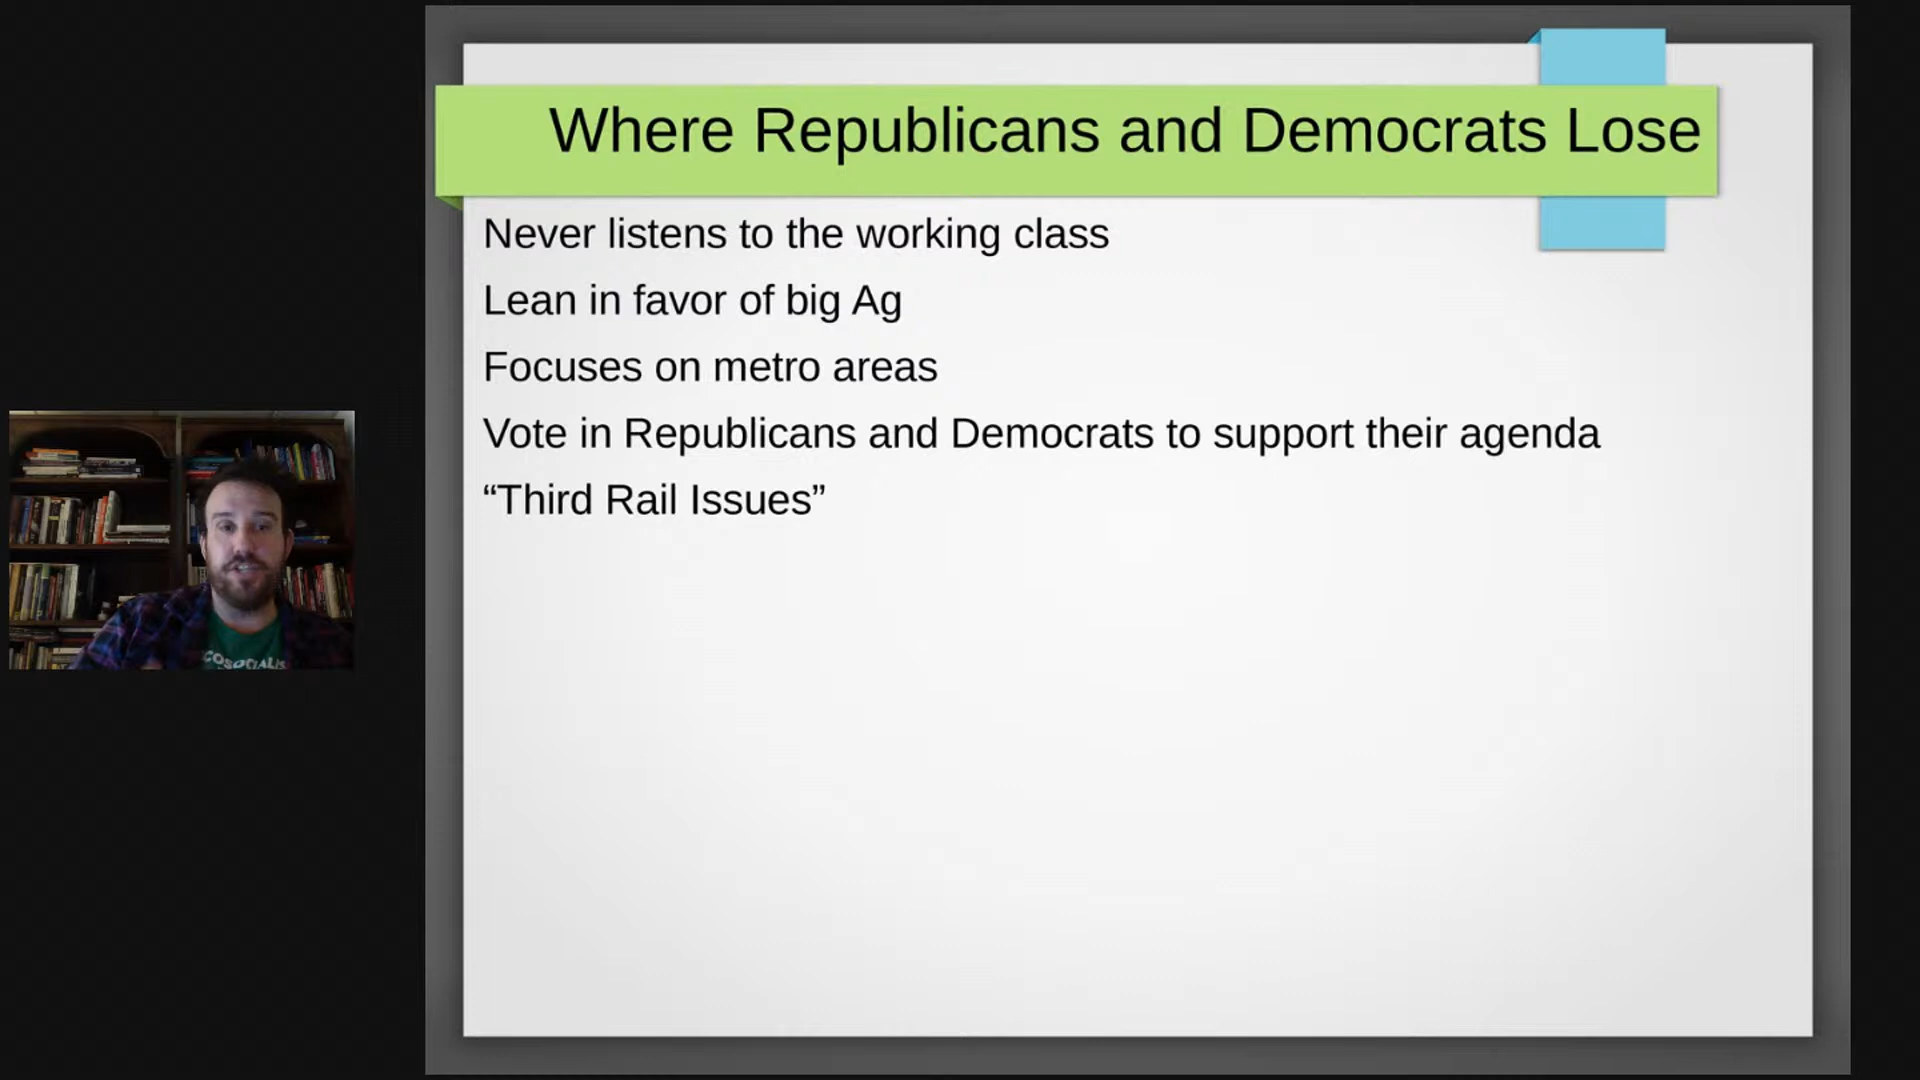 Where Republicans and Democrats Lose
Never listens to the working class
Lean in favor of big Ag
Focuses on metro areas
Vote in Republicans and Democrats to support their agenda
“Third Rail Issues”